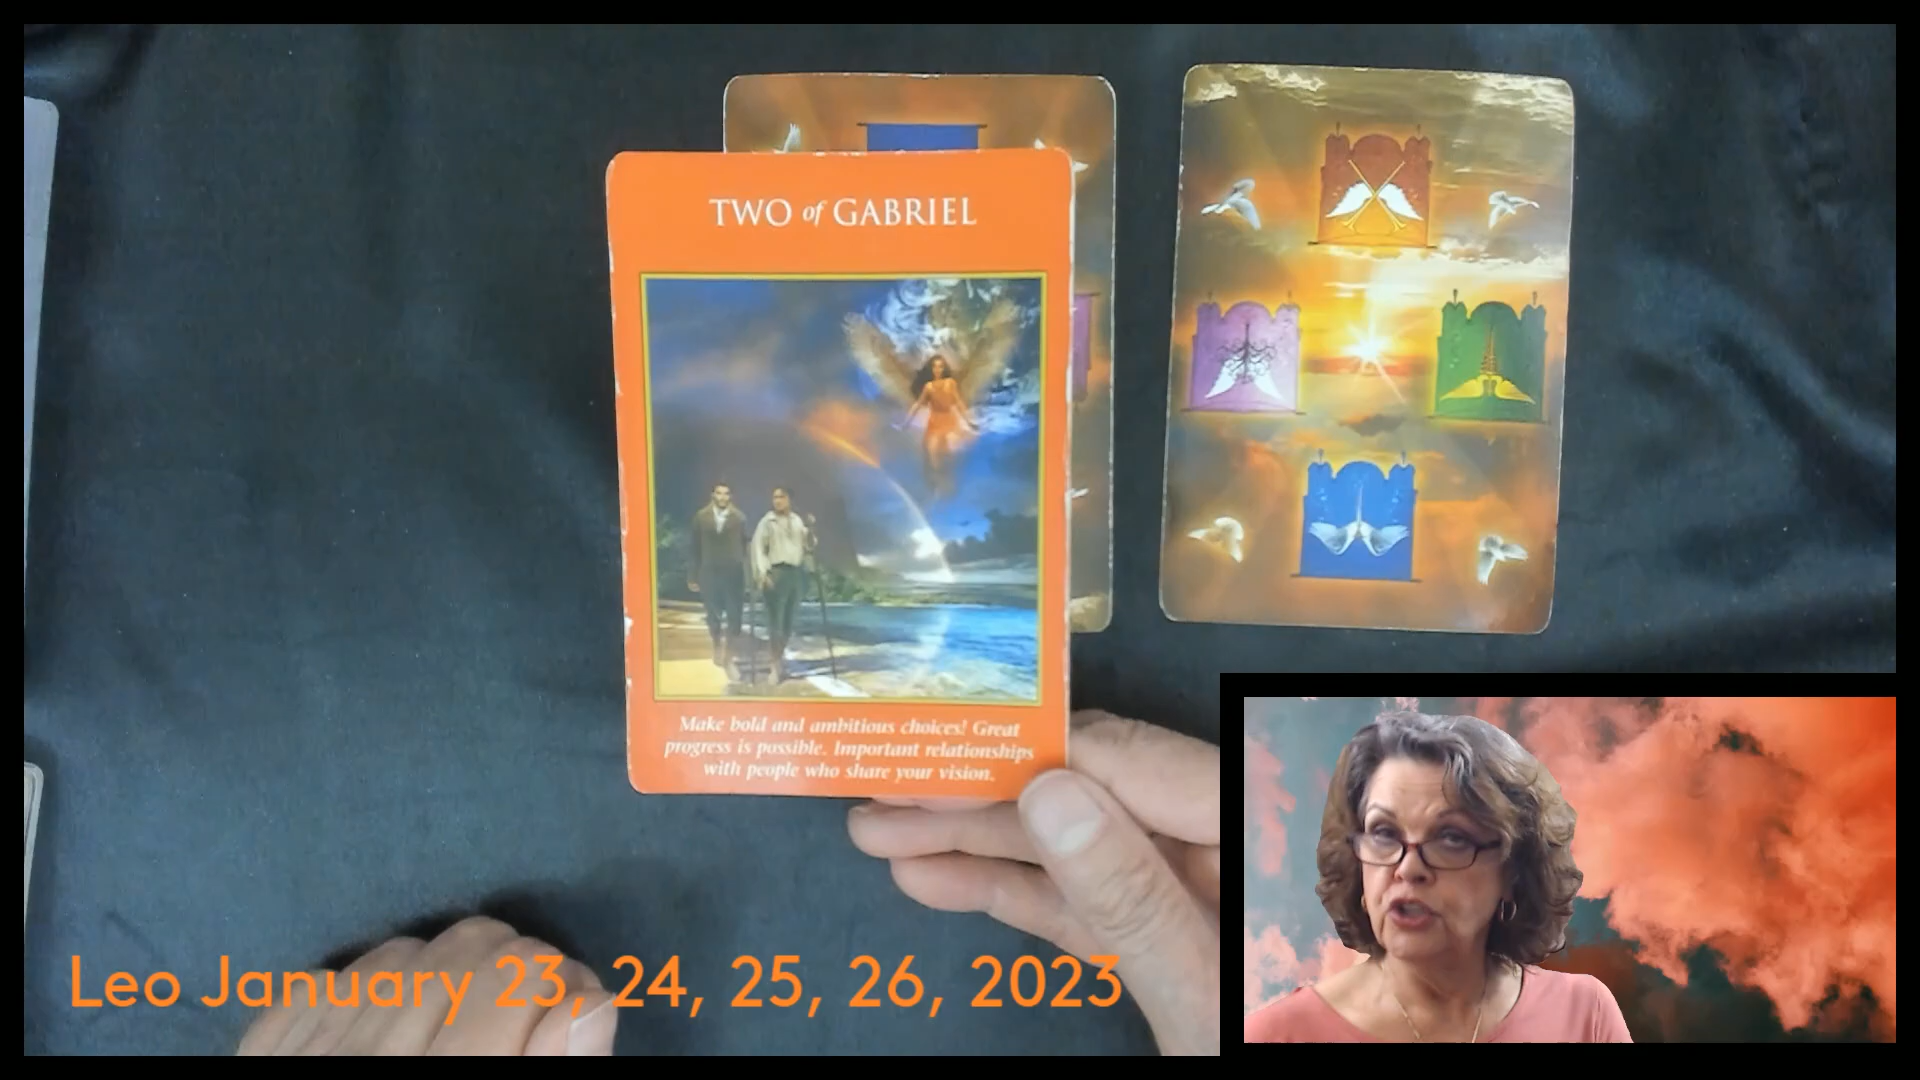 TWO of GABRIEL
Make bold and ambitious choices! Great
progress is possible. Important relationships
with people who share your vision.
Leo January 23, 24, 25, 26, 2023